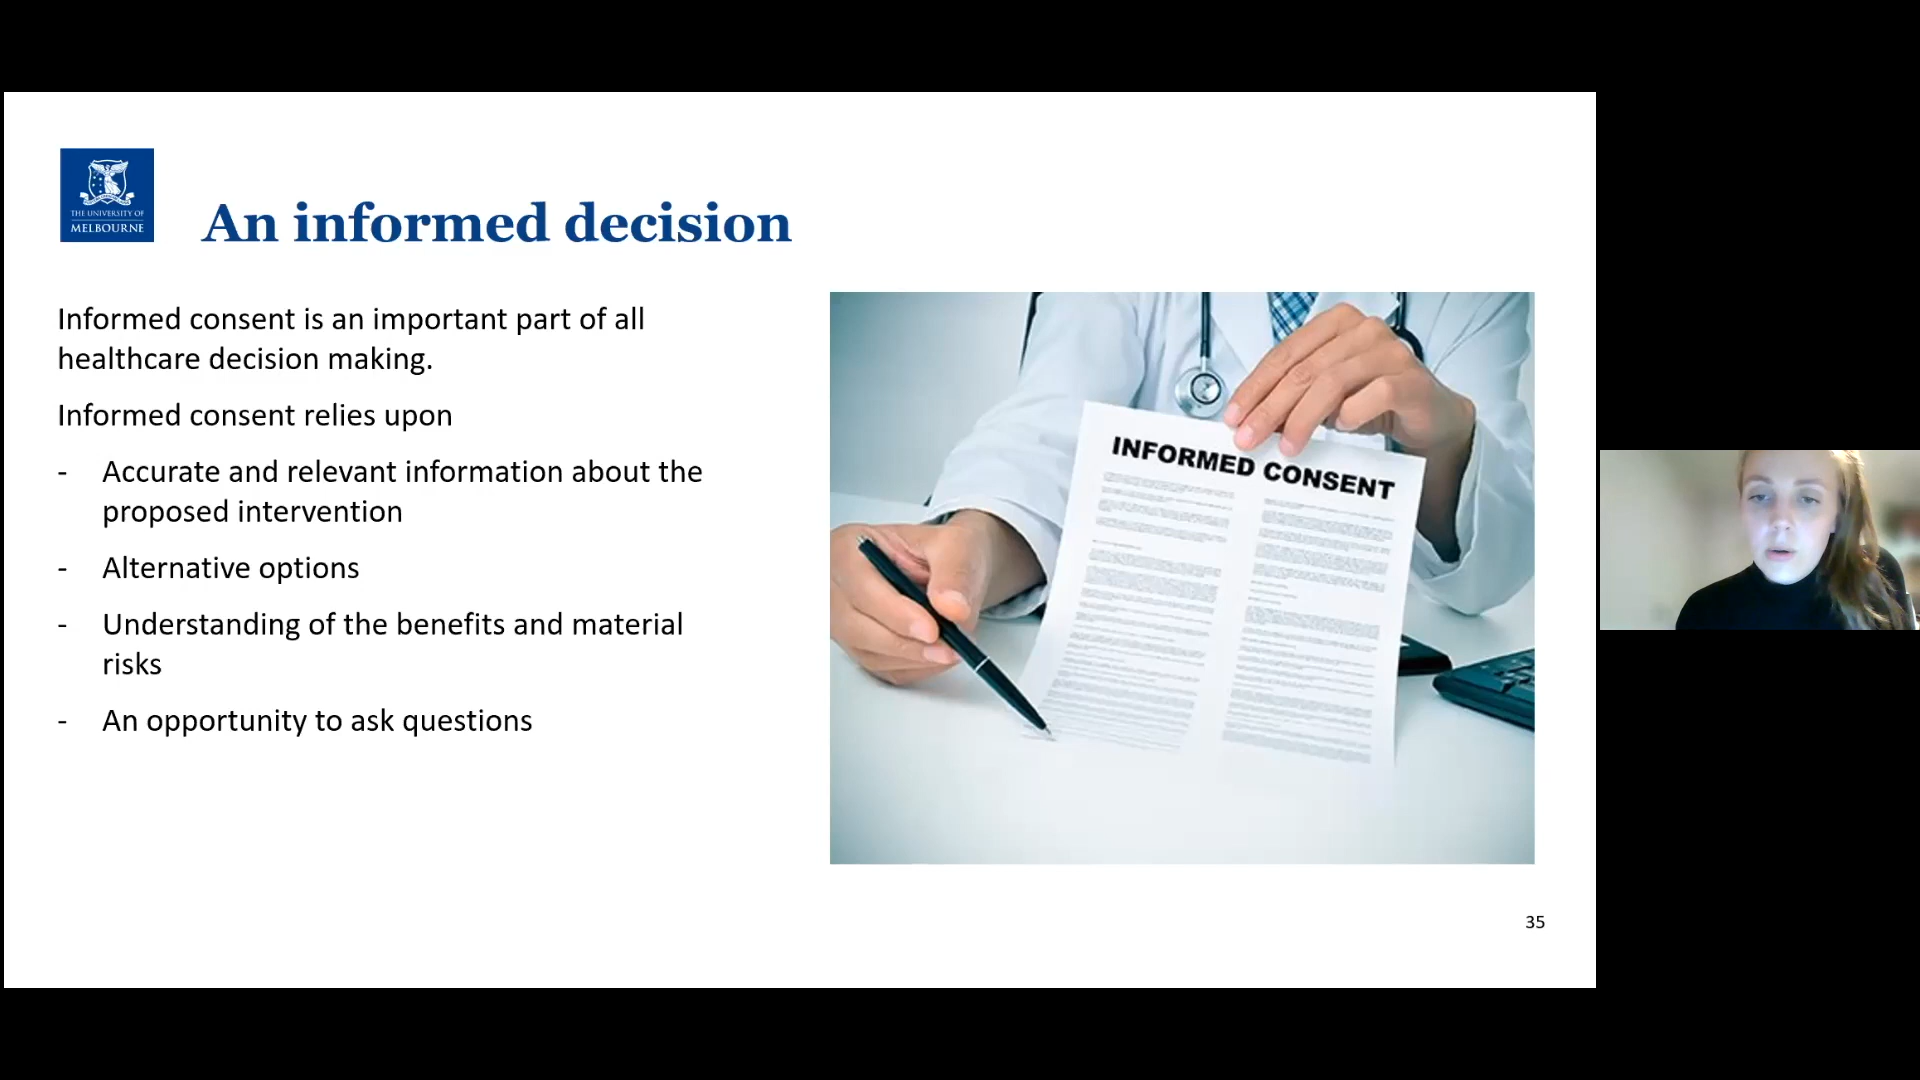 THE UNIVERSITY OF
MELBOURNE
An informed decision
Informed consent is an important part of all
healthcare decision making.
Informed consent relies upon
- Accurate and relevant information about the
proposed intervention
- Alternative options
- Understanding of the benefits and material
risks
- An opportunity to ask questions
INFORMED CONSENT
35